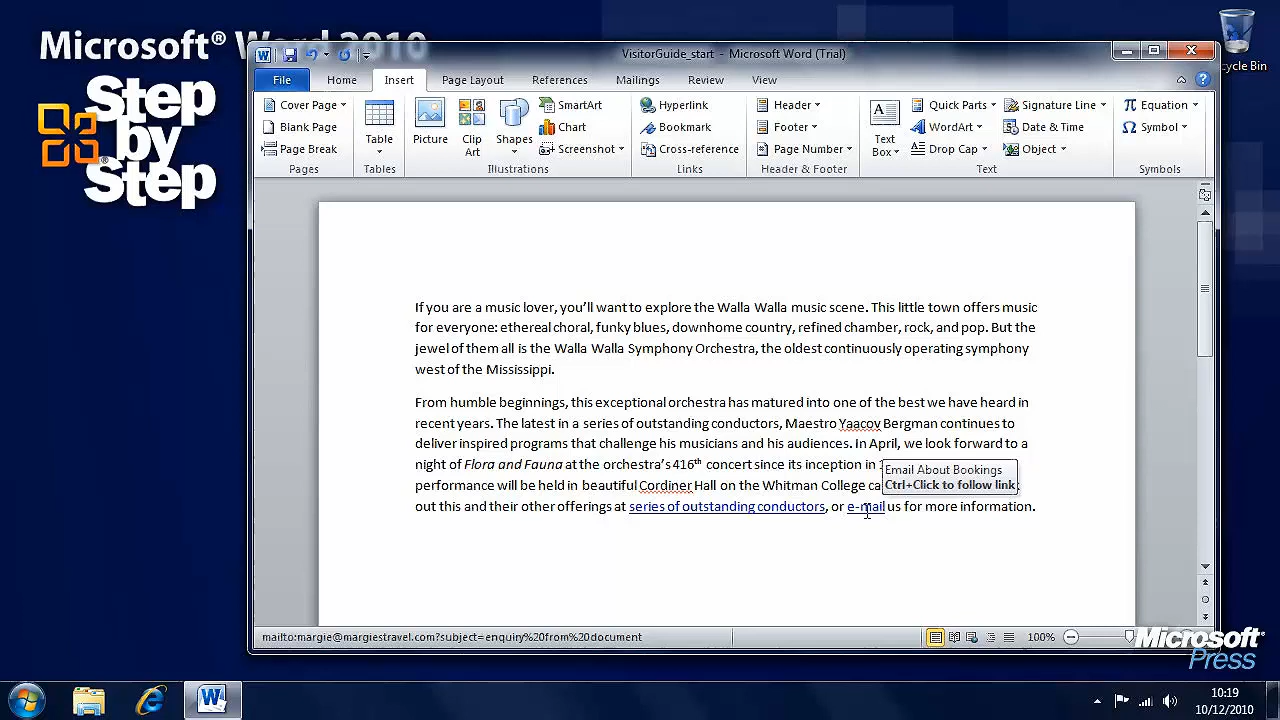 Microsoft® Word 2010
Step
by
Step
VisitorGuide_start - Microsoft Word (Trial)
File Home Insert Page Layout References Mailings Review View
Cover Page
Blank Page
Page Break
Pages
Table
Tables
Picture
Clip
Art
Shapes
SmartArt
Chart
Screenshot
Illustrations
Hyperlink
Bookmark
Cross-reference
Links
Header
Footer
Page Number
Header & Footer
Text
Box
Quick Parts
WordArt
Drop Cap
Signature Line
Date & Time
Object
Text
Equation
Symbol
Symbols
If you are a music lover, you'll want to explore the Walla Walla music scene. This little town offers music
for everyone: ethereal choral, funky blues, downhome country, refined chamber, rock, and pop. But the
jewel of them all is the Walla Walla Symphony Orchestra, the oldest continuously operating symphony
west of the Mississippi.
From humble beginnings, this exceptional orchestra has matured into one of the best we have heard in
recent years. The latest in a series of outstanding conductors, Maestro Yaacov Bergman continues to
deliver inspired programs that challenge his musicians and his audiences. In April, we look forward to a
night of Flora and Fauna at the orchestra's 416th concert since its inception in
performance will be held in beautiful Cordiner Hall on the Whitman College
out this and their other offerings at series of outstanding conductors, or e-mail us for more information.
Email About Bookings
Ctrl+Click to follow link
mailto:margie@margiestravel.com?subject=enquiry%20from%20document
100%
Microsoft
Press
cycle Bin
10:19
10/12/2010